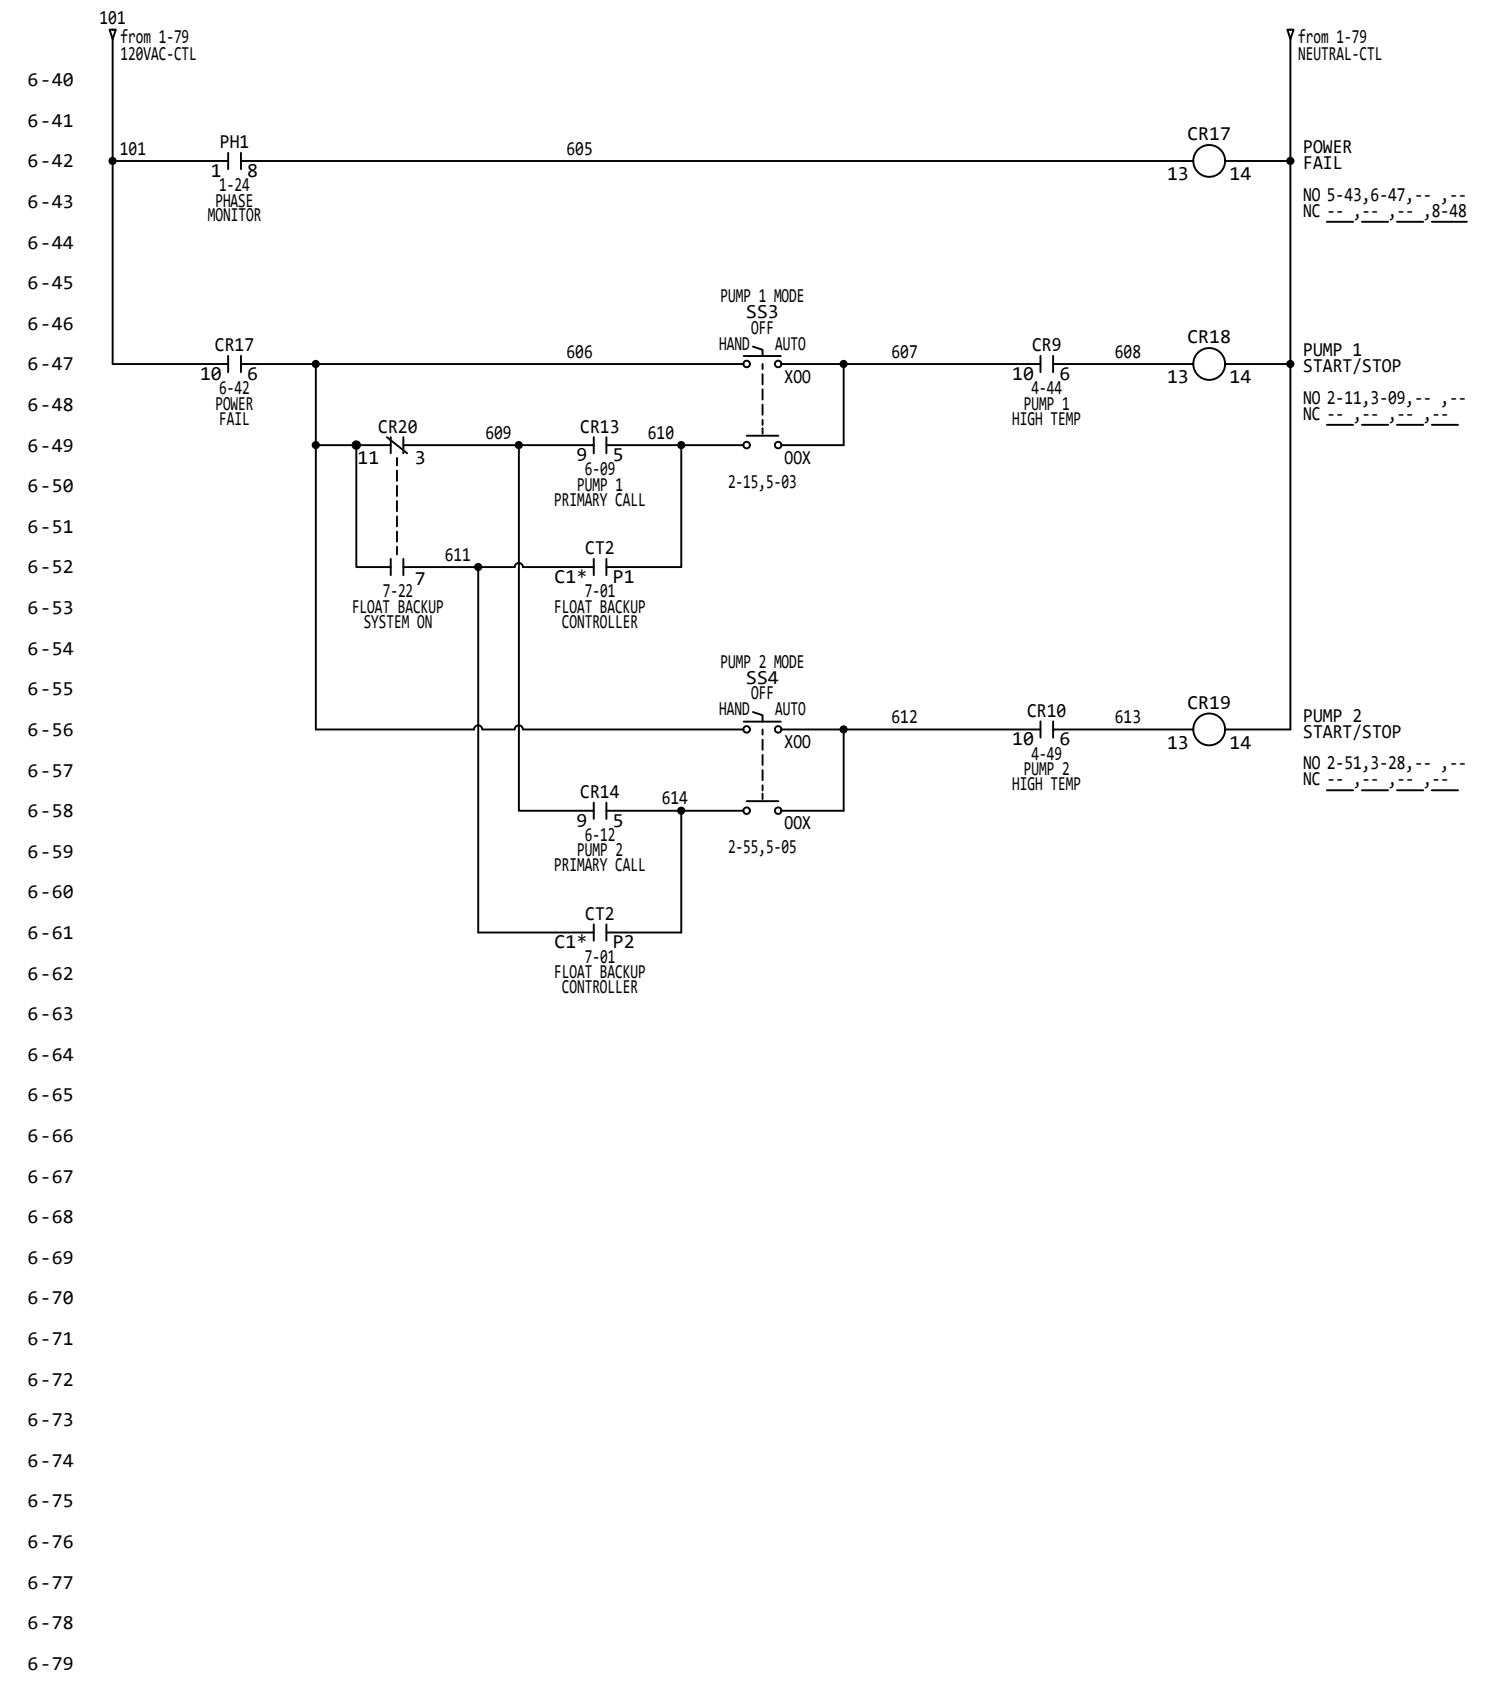 101
from 1-79
120VAC-CTL
from 1-79
NEUTRAL-CTL
6-40
6-41
6-42
101
PH1
1 8
1-24
PHASE
MONITOR
605
CR17
13 14
POWER
FAIL
6-43
NO 5-43,6-47,-- ,--
NC -- ,-- ,-- ,8-48
6-44
6-45
6-46
6-47
CR17
10 6
6-42
POWER
FAIL
606
PUMP 1 MODE
SS3
OFF
HAND AUTO
XOO
607
CR9
10 6
4-44
PUMP 1
HIGH TEMP
608
CR18
13 14
PUMP 1
START/STOP
6-48
NO 2-11,3-09,-- ,--
NC -- ,-- ,-- ,--
6-49
CR20
11 3
609
CR13
9 5
6-09
PUMP 1
PRIMARY CALL
610
OOX
2-15,5-03
6-50
6-51
6-52
7
7-22
FLOAT BACKUP
SYSTEM ON
611
CT2
C1* P1
7-01
FLOAT BACKUP
CONTROLLER
6-53
6-54
6-55
6-56
PUMP 2 MODE
SS4
OFF
HAND AUTO
XOO
612
CR10
10 6
4-49
PUMP 2
HIGH TEMP
613
CR19
13 14
PUMP 2
START/STOP
6-57
NO 2-51,3-28,-- ,--
NC -- ,-- ,-- ,--
6-58
CR14
9 5
6-12
PUMP 2
PRIMARY CALL
614
OOX
2-55,5-05
6-59
6-60
6-61
CT2
C1* P2
7-01
FLOAT BACKUP
CONTROLLER
6-62
6-63
6-64
6-65
6-66
6-67
6-68
6-69
6-70
6-71
6-72
6-73
6-74
6-75
6-76
6-77
6-78
6-79